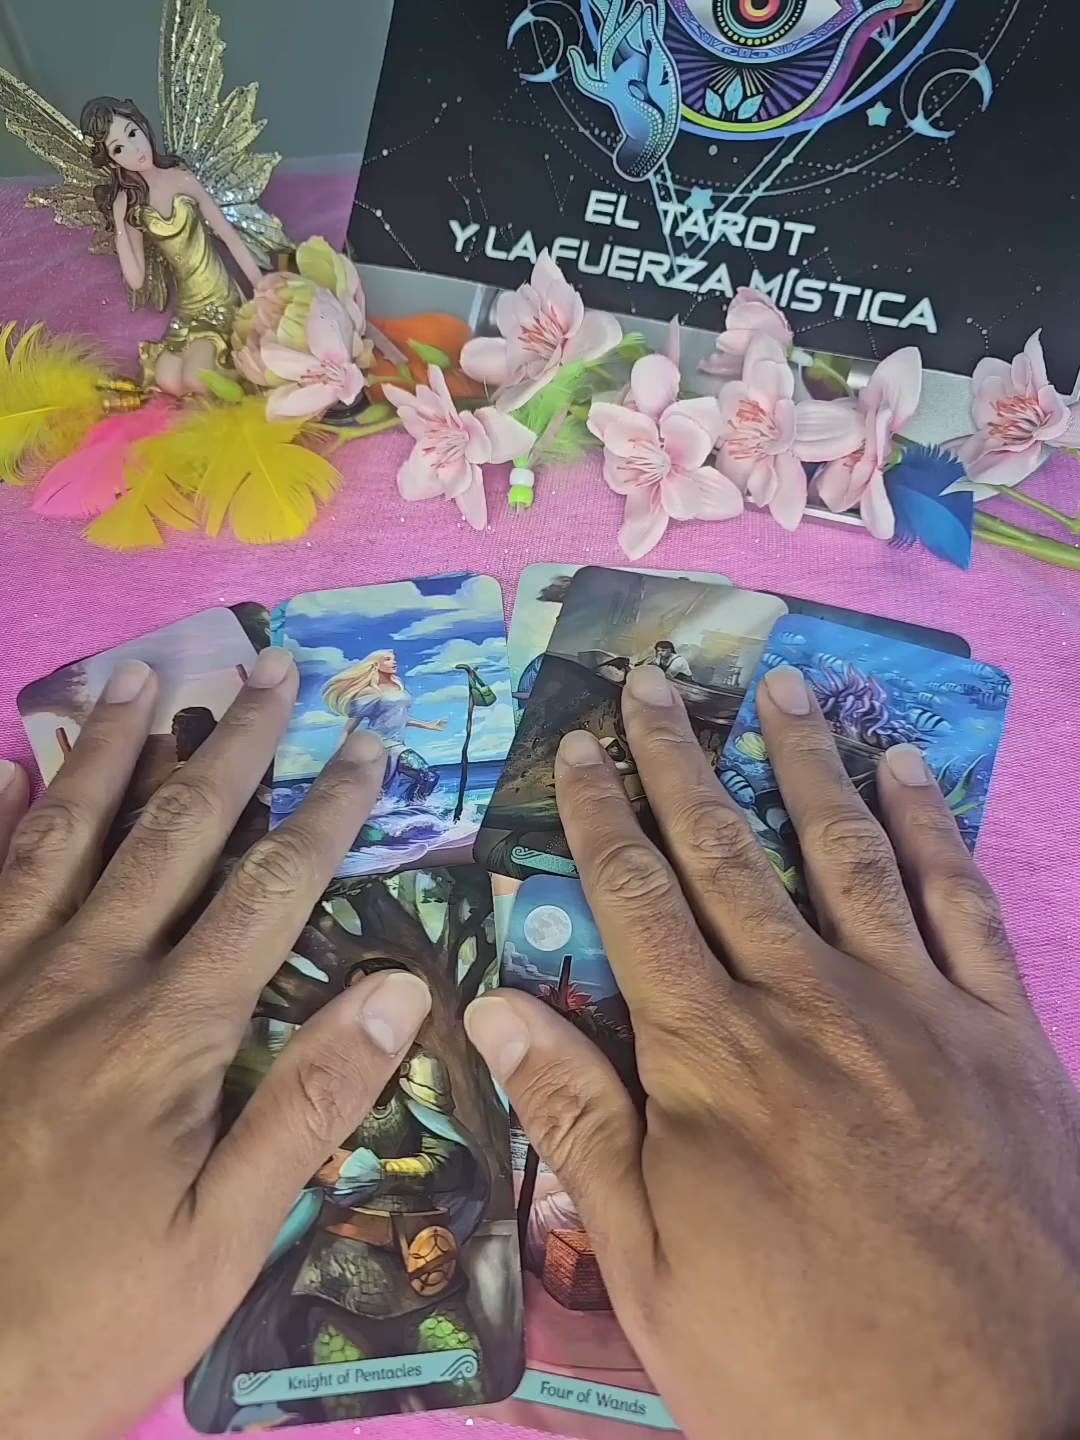 EL TAROT
Y LA FUERZA MÍSTICA
Knight of Pentacles
Four of Wands